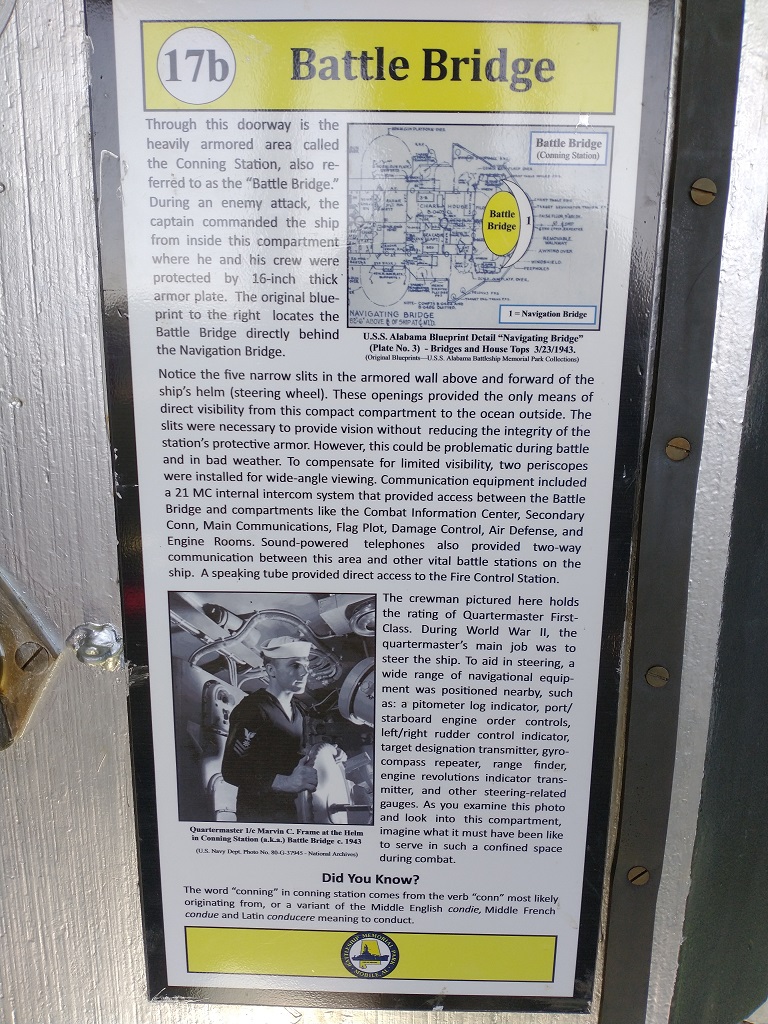 17b
Battle Bridge
Through this doorway is the
heavily armored area called
the Conning Station, also re-
ferred to as the “Battle Bridge.”
During an enemy attack, the
captain commanded the ship
from inside this compartment
where he and his crew were
protected by 16-inch thick
armor plate. The original blue-
print to the right locates the
Battle Bridge directly behind
the Navigation Bridge.
Battle Bridge
(Conning Station)
Battle
Bridge
1
1 = Navigation Bridge
NAVIGATING BRIDGE
U.S.S. Alabama Blueprint Detail “Navigating Bridge”
(Plate No. 3) - Bridges and House Tops 3/23/1943.
(Original Blueprints—U.S.S. Alabama Battleship Memorial Park Collections)
Notice the five narrow slits in the armored wall above and forward of the
ship’s helm (steering wheel). These openings provided the only means of
direct visibility from this compact compartment to the ocean outside. The
slits were necessary to provide vision without reducing the integrity of the
station’s protective armor. However, this could be problematic during battle
and in bad weather. To compensate for limited visibility, two periscopes
were installed for wide-angle viewing. Communication equipment included
a 21 MC internal intercom system that provided access between the Battle
Bridge and compartments like the Combat Information Center, Secondary
Conn, Main Communications, Flag Plot, Damage Control, Air Defense, and
Engine Rooms. Sound-powered telephones also provided two-way
communication between this area and other vital battle stations on the
ship. A speaking tube provided direct access to the Fire Control Station.
The crewman pictured here holds
the rating of Quartermaster First-
Class. During World War II, the
quartermaster’s main job was to
steer the ship. To aid in steering, a
wide range of navigational equip-
ment was positioned nearby, such
as: a pitometer log indicator, port/
starboard engine order controls,
left/right rudder control indicator,
target designation transmitter, gyro-
compass repeater, range finder,
engine revolutions indicator trans-
mitter, and other steering-related
gauges. As you examine this photo
and look into this compartment,
imagine what it must have been like
to serve in such a confined space
during combat.
Quartermaster 1/c Marvin C. Frame at the Helm
in Conning Station (a.k.a.) Battle Bridge c. 1943
(U.S. Navy Dept. Photo No. 80-G-37945 - National Archives)
Did You Know?
The word “conning” in conning station comes from the verb “conn” most likely
originating from, or a variant of the Middle English condie, Middle French
condue and Latin conducere meaning to conduct.
BATTLESHIP MEMORIAL PARK
MOBILE, AL